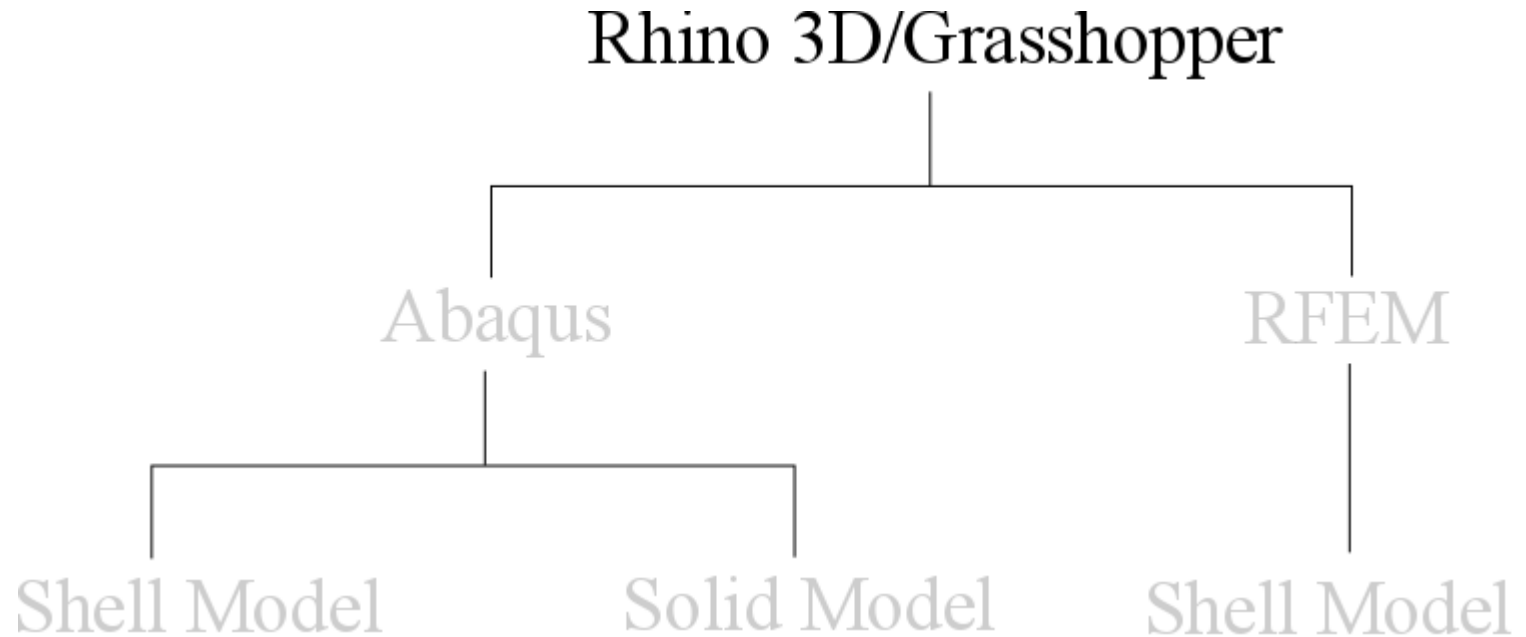 Rhino 3D/Grasshopper
Abaqus
RFEM
Shell Model
Solid Model
Shell Model